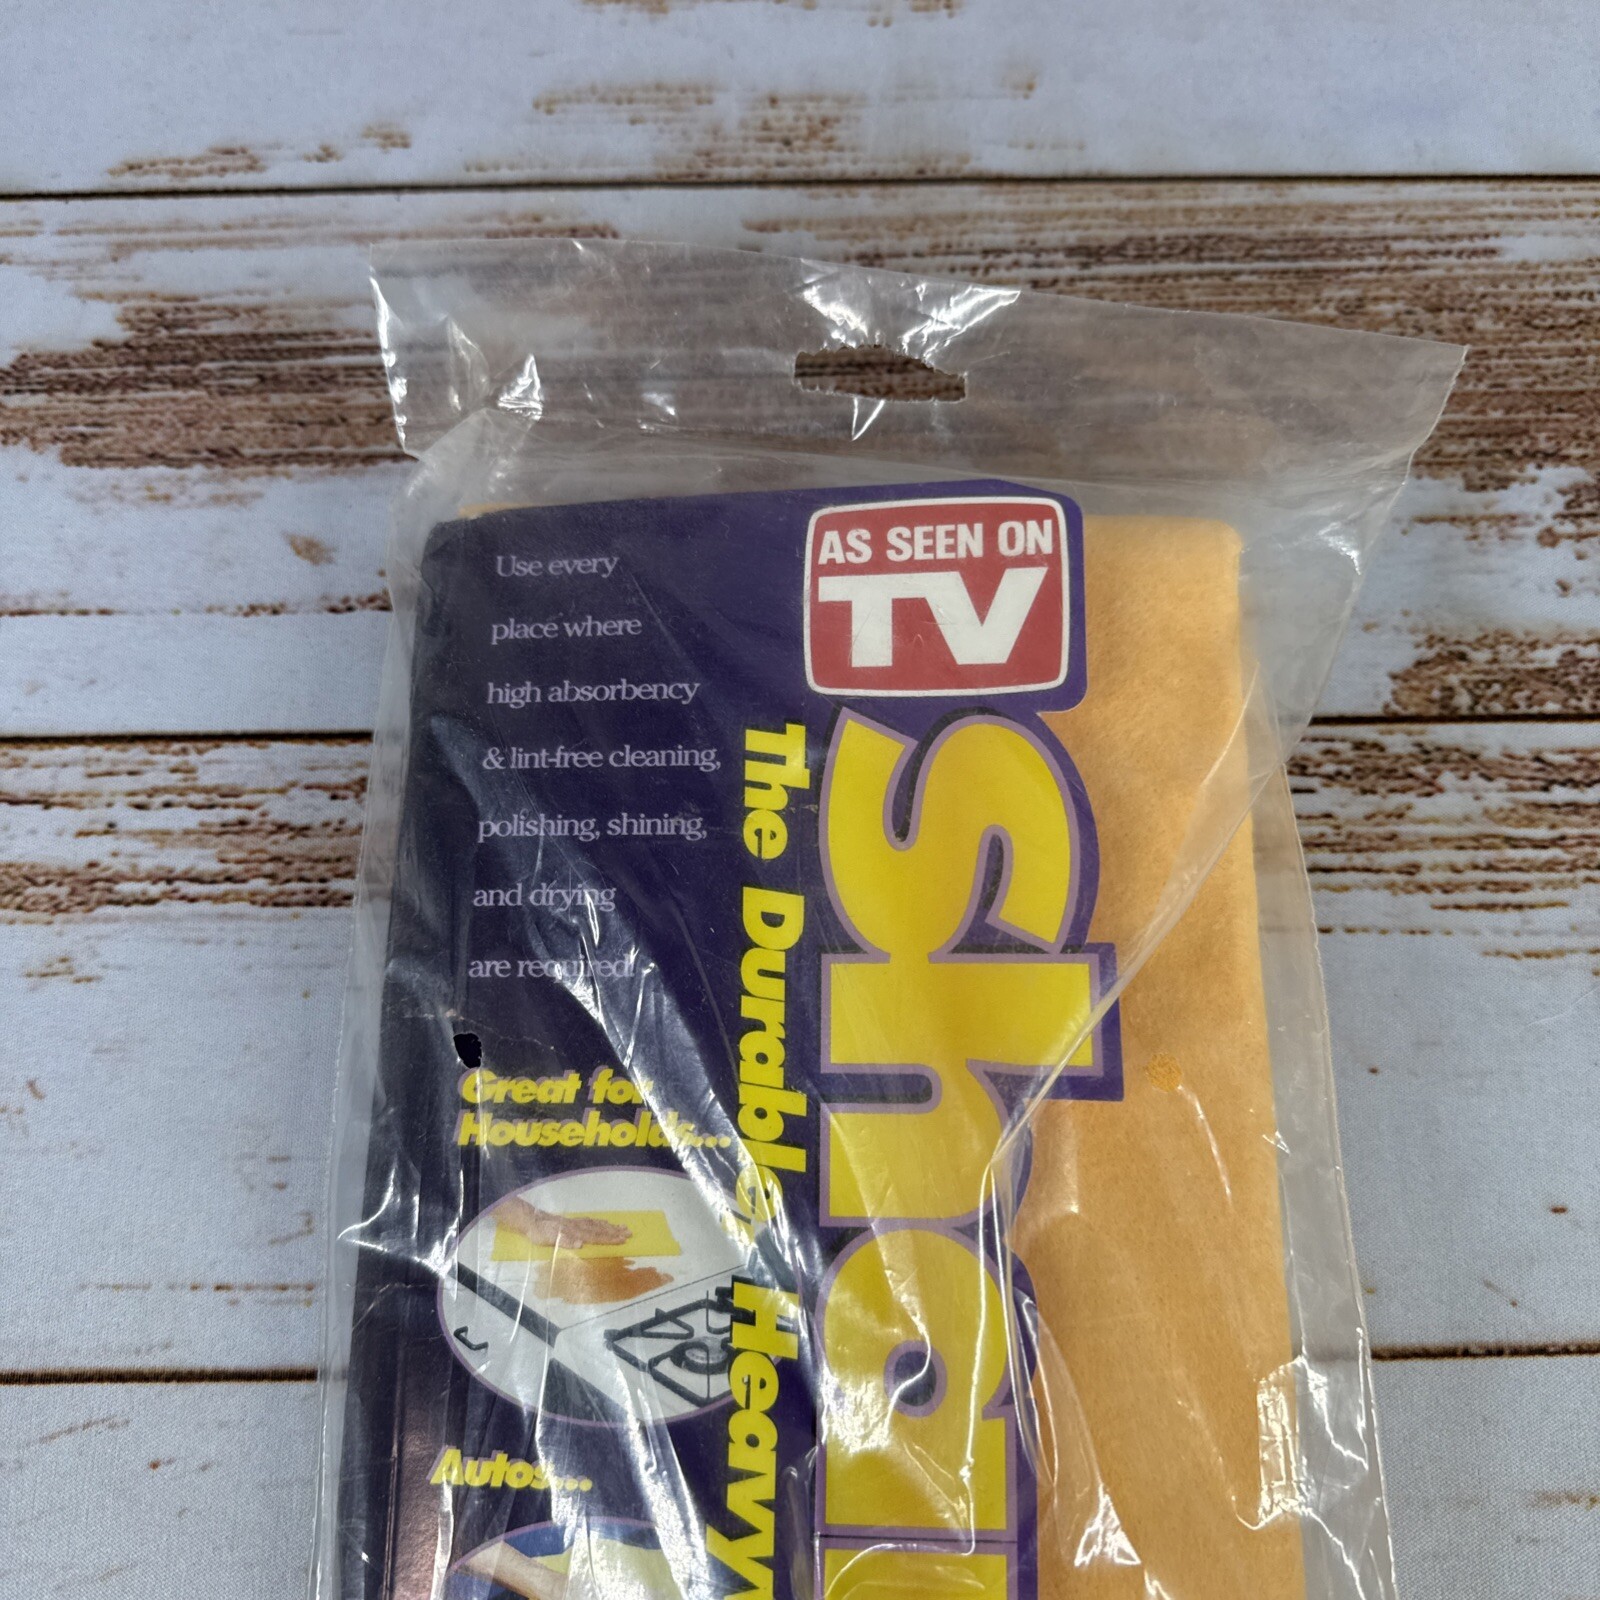 Use every
place where
high absorbency
& lint-free cleaning,
polishing, shining,
and drying
are required!
AS SEEN ON
TV
Sha
The Durable Heavy
Great for
Households...
Autos...